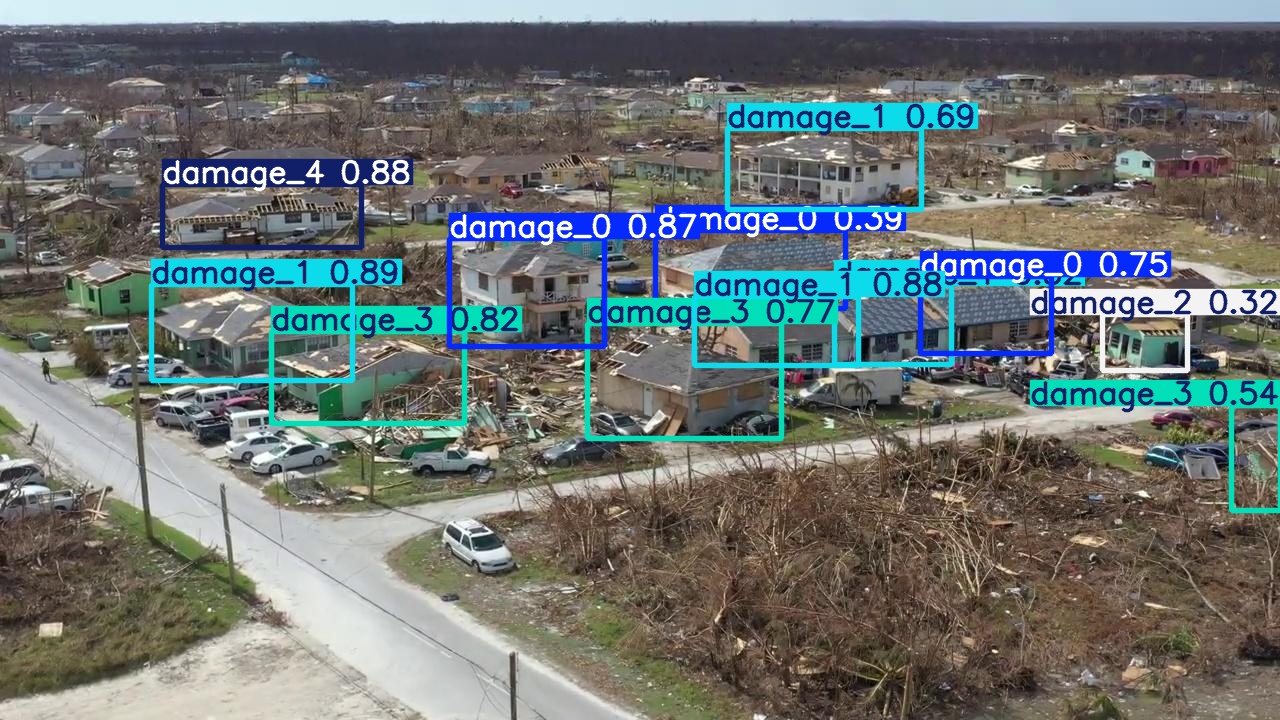 damage_1 0.69
damage_4 0.88
damage_0 0.87
mage_0 0.39
damage_0 0.75
damage_1 0.89
damage_1 0.88
damage_2 0.32
damage_3 0.82
damage_3 0.77
damage_3 0.54